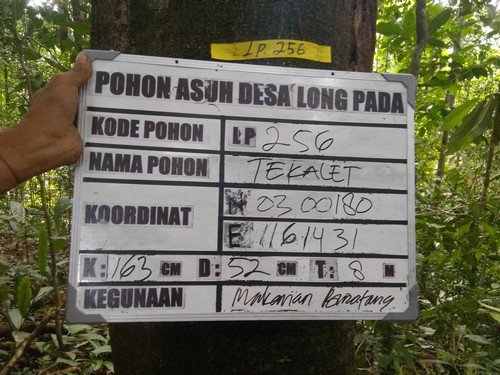 LP 256
POHON ASUH DESA LONG PADA
KODE POHON LP 256
NAMA POHON TEKALET
KOORDINAT N 03 00180
E 116 1431
K: 163 CM D: 52 CM T: 8 M
KEGUNAAN Makanan Binatang